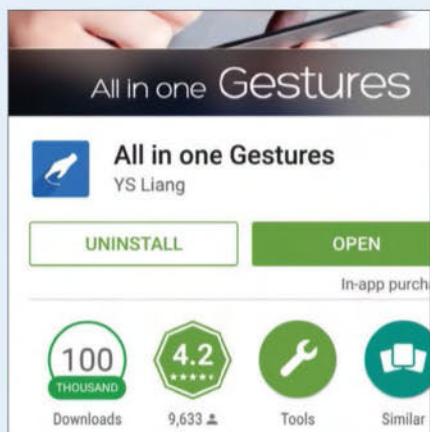 All in one Gestures
All in one Gestures
YS Liang
UNINSTALL
OPEN
In-app purch
100
THOUSAND
4.2
Downloads
9,633
Tools
Similar